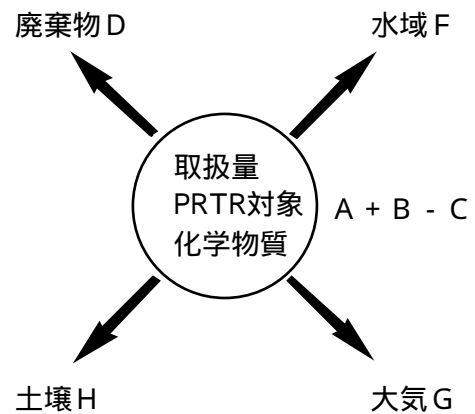 廃棄物D
水域F
取扱量
PRTR対象
化学物質
A + B - C
土壌H
大気G